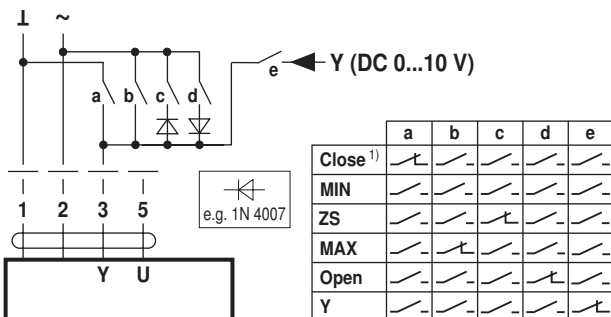 ⊥ ~
e
Y (DC 0...10 V)
a b c d
1 2 3 5
e.g. 1N 4007
Y U
a b c d e
Close 1)
MIN
ZS
MAX
Open
Y